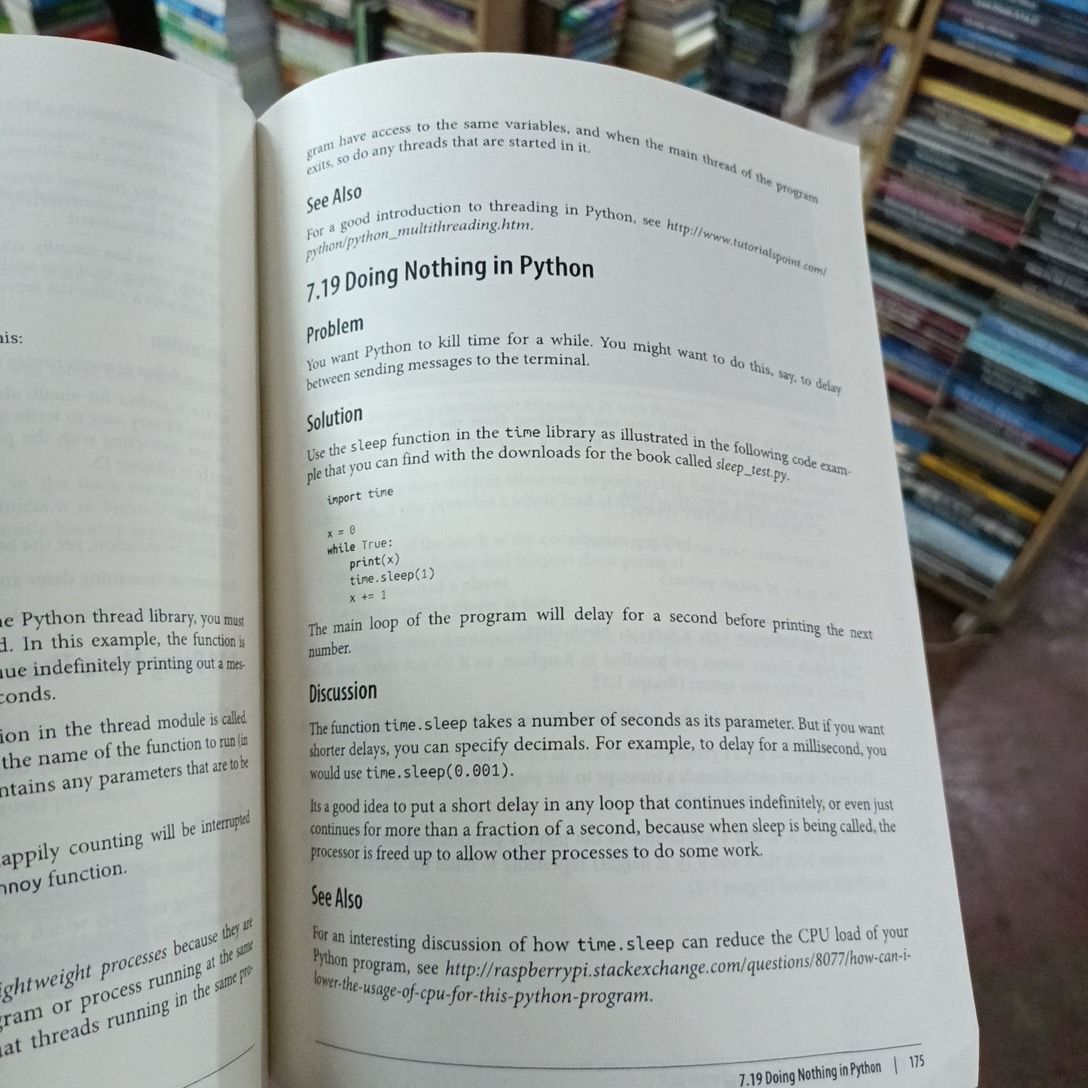 his:
he Python thread library, you must
d. In this example, the function is
nue indefinitely printing out a mes-
conds.
ion in the thread module is called
the name of the function to run (in
ntains any parameters that are to be
appily counting will be interrupted
nnoy function.
ightweight processes because they are
gram or process running at the same
hat threads running in the same pro-
gram have access to the same variables, and when the main thread of the program
exits, so do any threads that are started in it.
See Also
For a good introduction to threading in Python, see http://www.tutorialspoint.com/
python/python_multithreading.htm.
7.19 Doing Nothing in Python
Problem
You want Python to kill time for a while. You might want to do this, say, to delay
between sending messages to the terminal.
Solution
Use the sleep function in the time library as illustrated in the following code exam-
ple that you can find with the downloads for the book called sleep_test.py.
import time
x = 0
while True:
print(x)
time.sleep(1)
x += 1
The main loop of the program will delay for a second before printing the next
number.
Discussion
The function time.sleep takes a number of seconds as its parameter. But if you want
shorter delays, you can specify decimals. For example, to delay for a millisecond, you
would use time.sleep(0.001).
Its a good idea to put a short delay in any loop that continues indefinitely, or even just
continues for more than a fraction of a second, because when sleep is being called, the
processor is freed up to allow other processes to do some work.
See Also
For an interesting discussion of how time.sleep can reduce the CPU load of your
Python program, see http://raspberrypi.stackexchange.com/questions/8077/how-can-i-
lower-the-usage-of-cpu-for-this-python-program.
7.19 Doing Nothing in Python | 175